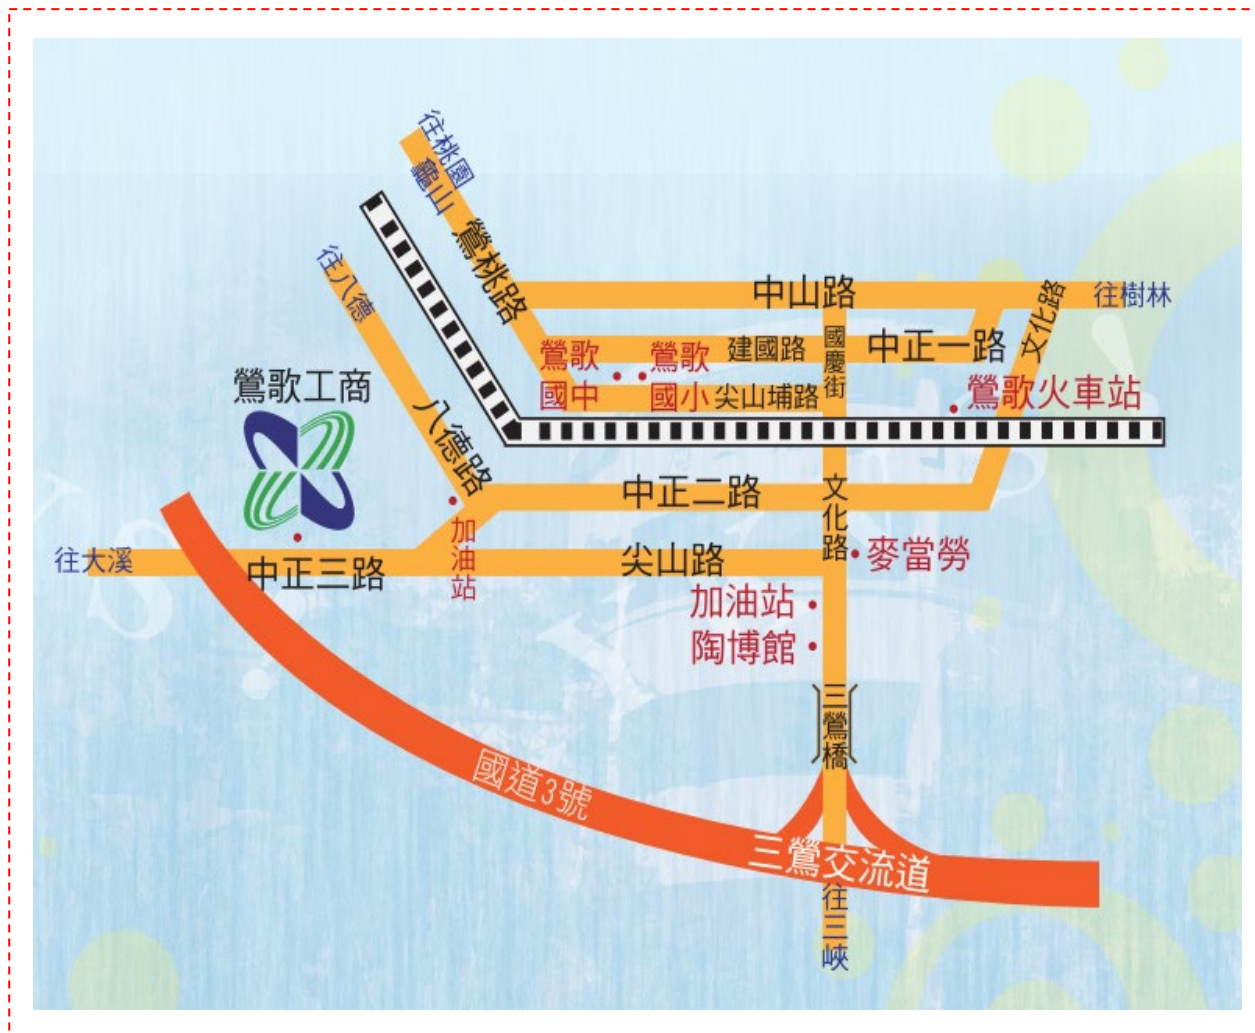 往桃園
龜山
鶯桃路
往八德
中山路
往樹林
文化路
國慶街
鶯歌
國中
鶯歌
國小
建國路
中正一路
尖山埔路
鶯歌火車站
鶯歌工商
八德路
中正二路
文化路
加油站
往大溪
中正三路
尖山路
麥當勞
加油站
陶博館
三鶯橋
國道3號
三鶯交流道
往三峽